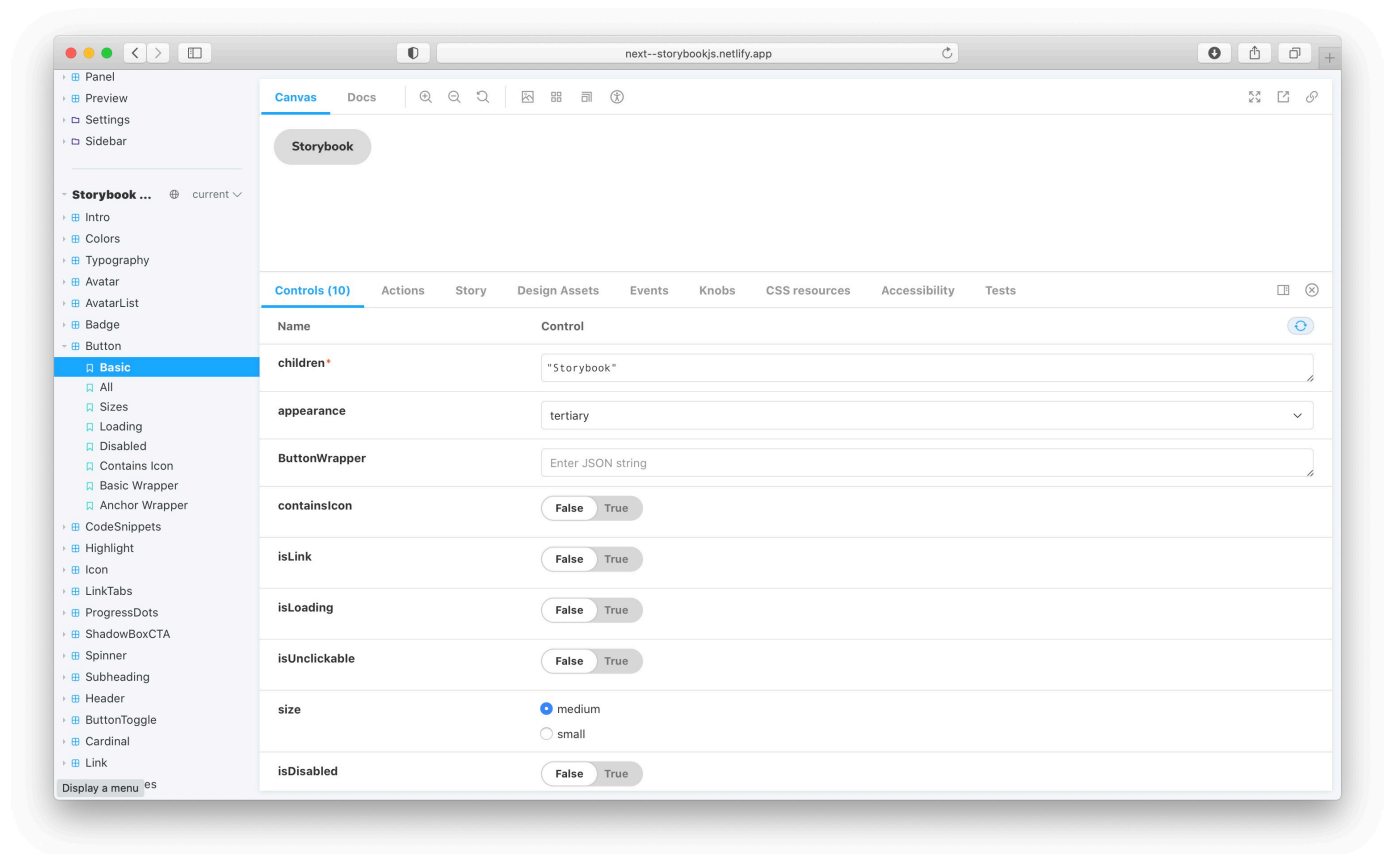 next--storybookjs.netlify.app
Panel
Preview
Settings
Sidebar
Storybook ... current
Intro
Colors
Typography
Avatar
AvatarList
Badge
Button
Basic
All
Sizes
Loading
Disabled
Contains Icon
Basic Wrapper
Anchor Wrapper
CodeSnippets
Highlight
Icon
LinkTabs
ProgressDots
ShadowBoxCTA
Spinner
Subheading
Header
ButtonToggle
Cardinal
Link
Display a menu
Canvas Docs
Storybook
Controls (10) Actions Story Design Assets Events Knobs CSS resources Accessibility Tests
Name Control
children* "Storybook"
appearance tertiary
ButtonWrapper Enter JSON string
containsIcon False True
isLink False True
isLoading False True
isUnclickable False True
size medium
small
isDisabled False True